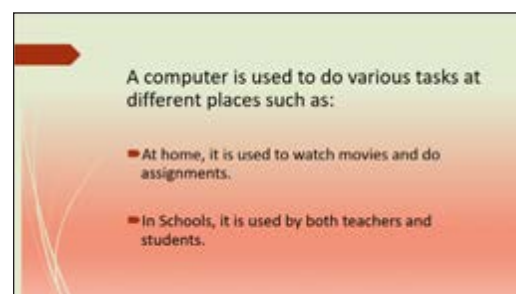 A computer is used to do various tasks at
different places such as:
At home, it is used to watch movies and do
assignments.
In Schools, it is used by both teachers and
students.